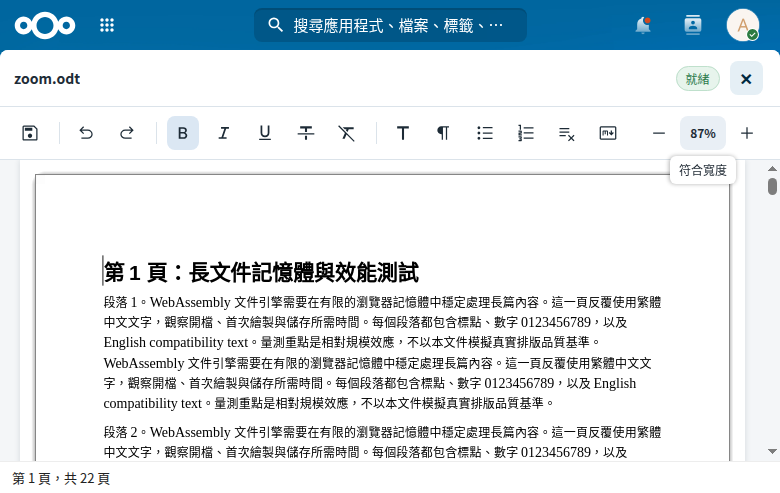 搜尋應用程式、檔案、標籤、…
A
zoom.odt
就緒
87%
符合寬度
第 1 頁：長文件記憶體與效能測試
段落 1。WebAssembly 文件引擎需要在有限的瀏覽器記憶體中穩定處理長篇內容。這一頁反覆使用繁體
中文文字，觀察開檔、首次繪製與儲存所需時間。每個段落都包含標點、數字 0123456789，以及
English compatibility text。量測重點是相對規模效應，不以本文件模擬真實排版品質基準。
WebAssembly 文件引擎需要在有限的瀏覽器記憶體中穩定處理長篇內容。這一頁反覆使用繁體中文文
字，觀察開檔、首次繪製與儲存所需時間。每個段落都包含標點、數字 0123456789，以及 English
compatibility text。量測重點是相對規模效應，不以本文件模擬真實排版品質基準。
段落 2。WebAssembly 文件引擎需要在有限的瀏覽器記憶體中穩定處理長篇內容。這一頁反覆使用繁體
中文文字，觀察開檔、首次繪製與儲存所需時間。每個段落都包含標點、數字 0123456789，以及
第 1 頁，共 22 頁